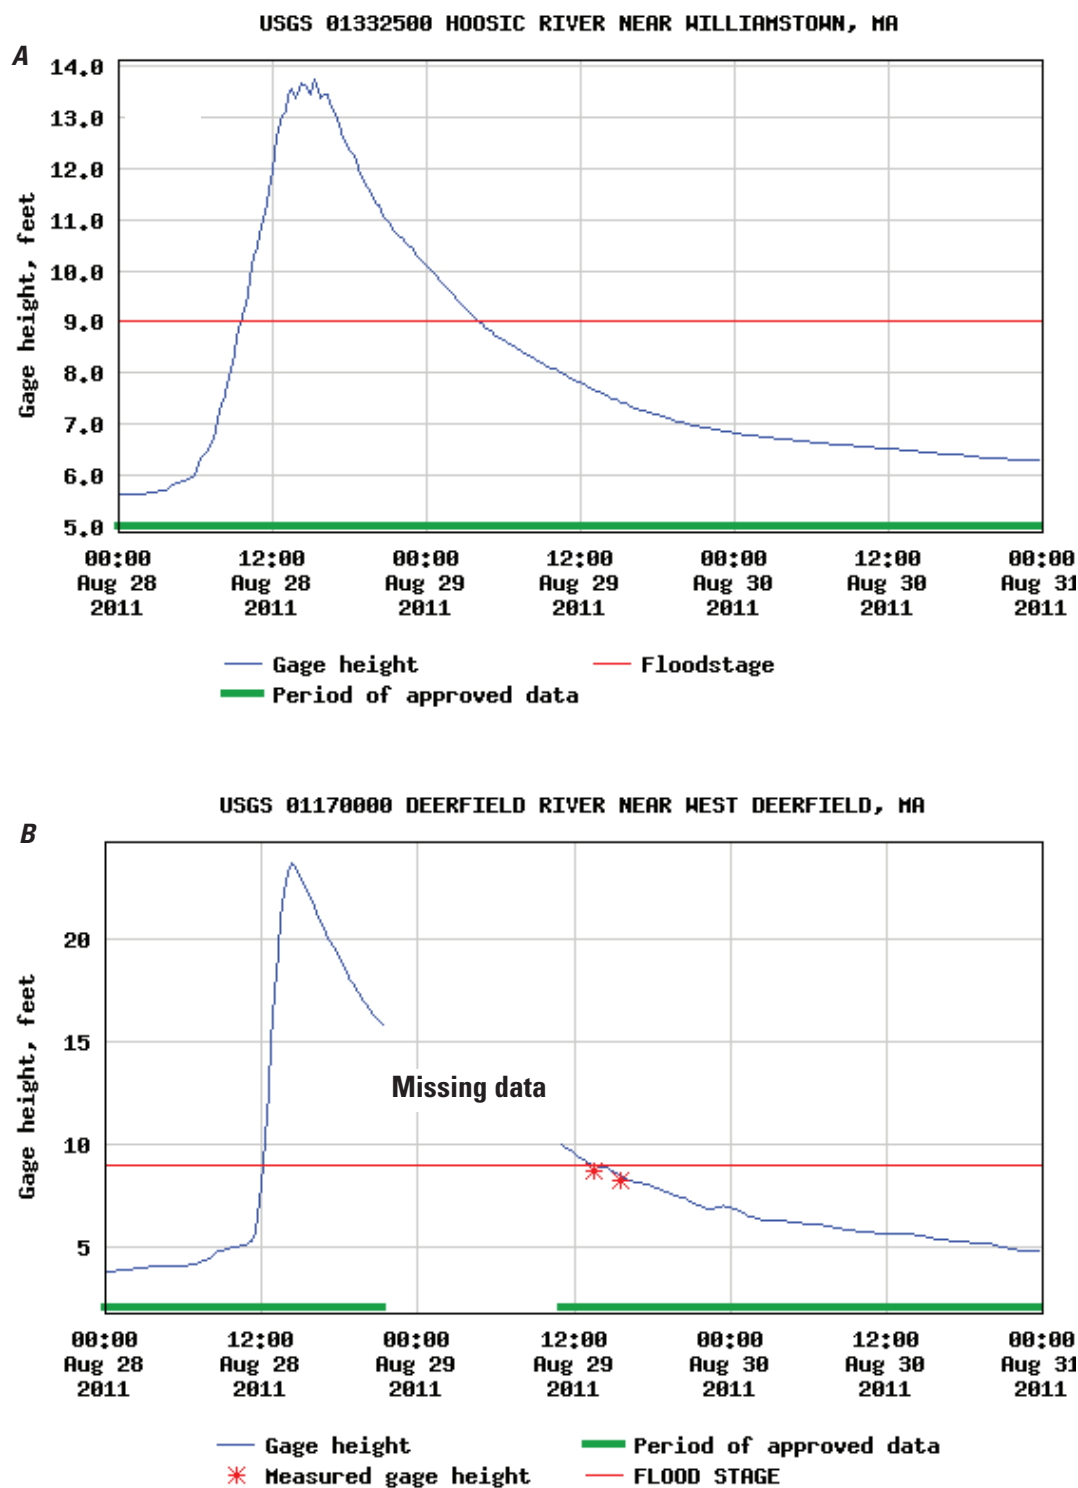 USGS 01332500 HOOSIC RIVER NEAR WILLIAMSTOWN, MA
A
14.0
13.0
12.0
11.0
10.0
9.0
8.0
7.0
6.0
5.0
Gage height, feet
00:00 12:00 00:00 12:00 00:00 12:00 00:00
Aug 28 Aug 28 Aug 29 Aug 29 Aug 30 Aug 30 Aug 31
2011 2011 2011 2011 2011 2011 2011
Gage height Floodstage
Period of approved data
USGS 01170000 DEERFIELD RIVER NEAR WEST DEERFIELD, MA
B
20
15
10
5
Gage height, feet
Missing data
00:00 12:00 00:00 12:00 00:00 12:00 00:00
Aug 28 Aug 28 Aug 29 Aug 29 Aug 30 Aug 30 Aug 31
2011 2011 2011 2011 2011 2011 2011
Gage height Period of approved data
Measured gage height FLOOD STAGE